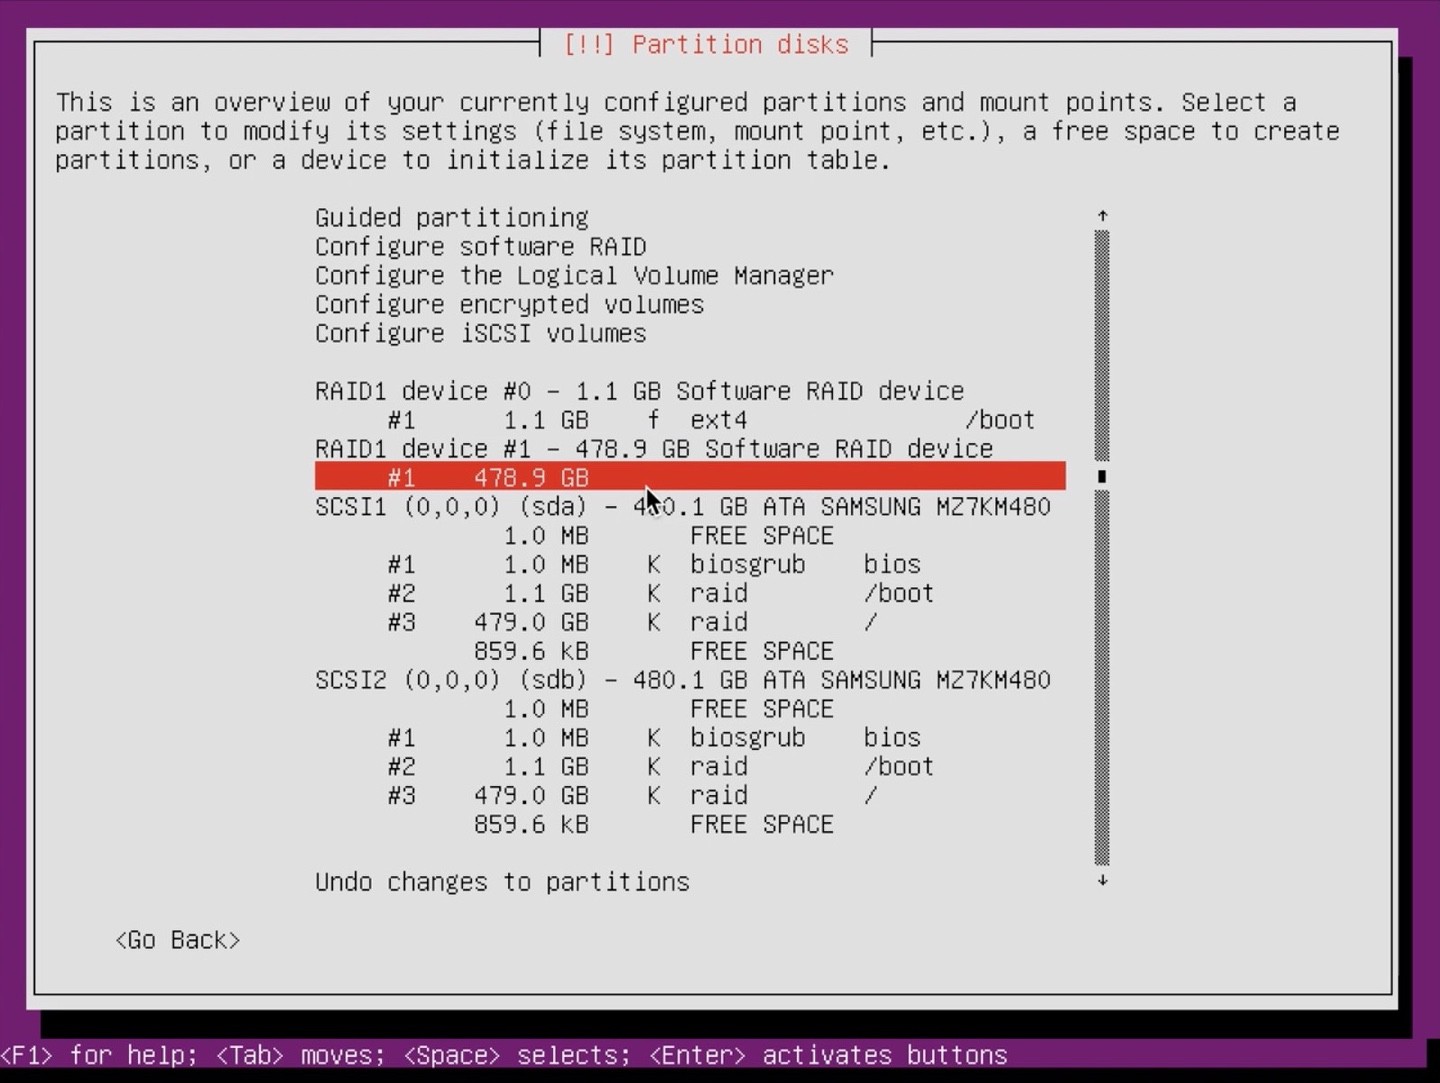 [!!] Partition disks
This is an overview of your currently configured partitions and mount points. Select a
partition to modify its settings (file system, mount point, etc.), a free space to create
partitions, or a device to initialize its partition table.
Guided partitioning
Configure software RAID
Configure the Logical Volume Manager
Configure encrypted volumes
Configure iSCSI volumes
RAID1 device #0 - 1.1 GB Software RAID device
#1 1.1 GB f ext4 /boot
RAID1 device #1 - 478.9 GB Software RAID device
#1 478.9 GB
SCSI1 (0,0,0) (sda) - 480.1 GB ATA SAMSUNG MZ7KM480
1.0 MB FREE SPACE
#1 1.0 MB K biosgrub bios
#2 1.1 GB K raid /boot
#3 479.0 GB K raid /
859.6 kB FREE SPACE
SCSI2 (0,0,0) (sdb) - 480.1 GB ATA SAMSUNG MZ7KM480
1.0 MB FREE SPACE
#1 1.0 MB K biosgrub bios
#2 1.1 GB K raid /boot
#3 479.0 GB K raid /
859.6 kB FREE SPACE
Undo changes to partitions
<Go Back>
<F1> for help; <Tab> moves; <Space> selects; <Enter> activates buttons